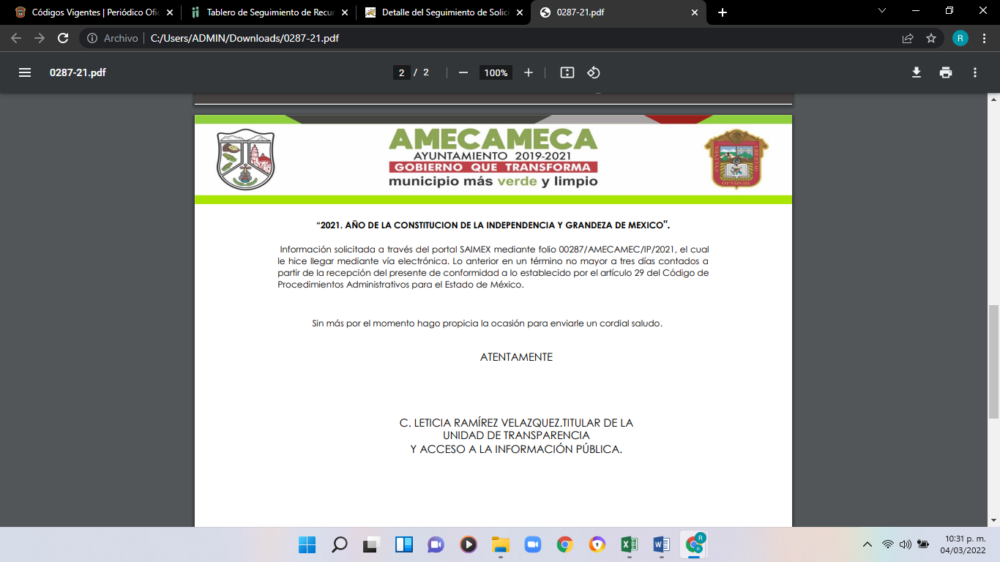 Códigos Vigentes | Periódico Ofic
Tablero de Seguimiento de Recur
Detalle del Seguimiento de Solici
0287-21.pdf
Archivo
C:/Users/ADMIN/Downloads/0287-21.pdf
R
0287-21.pdf
2 / 2
100%
AMECAMECA
AYUNTAMIENTO 2019-2021
GOBIERNO QUE TRANSFORMA
municipio más verde y limpio
“2021. AÑO DE LA CONSTITUCION DE LA INDEPENDENCIA Y GRANDEZA DE MEXICO".
Información solicitada a través del portal SAIMEX mediante folio 00287/AMECAMEC/IP/2021, el cual
le hice llegar mediante vía electrónica. Lo anterior en un término no mayor a tres días contados a
partir de la recepción del presente de conformidad a lo establecido por el artículo 29 del Código de
Procedimientos Administrativos para el Estado de México.
Sin más por el momento hago propicia la ocasión para enviarle un cordial saludo.
ATENTAMENTE
C. LETICIA RAMÍREZ VELAZQUEZ.TITULAR DE LA
UNIDAD DE TRANSPARENCIA
Y ACCESO A LA INFORMACIÓN PÚBLICA.
10:31 p. m.
04/03/2022